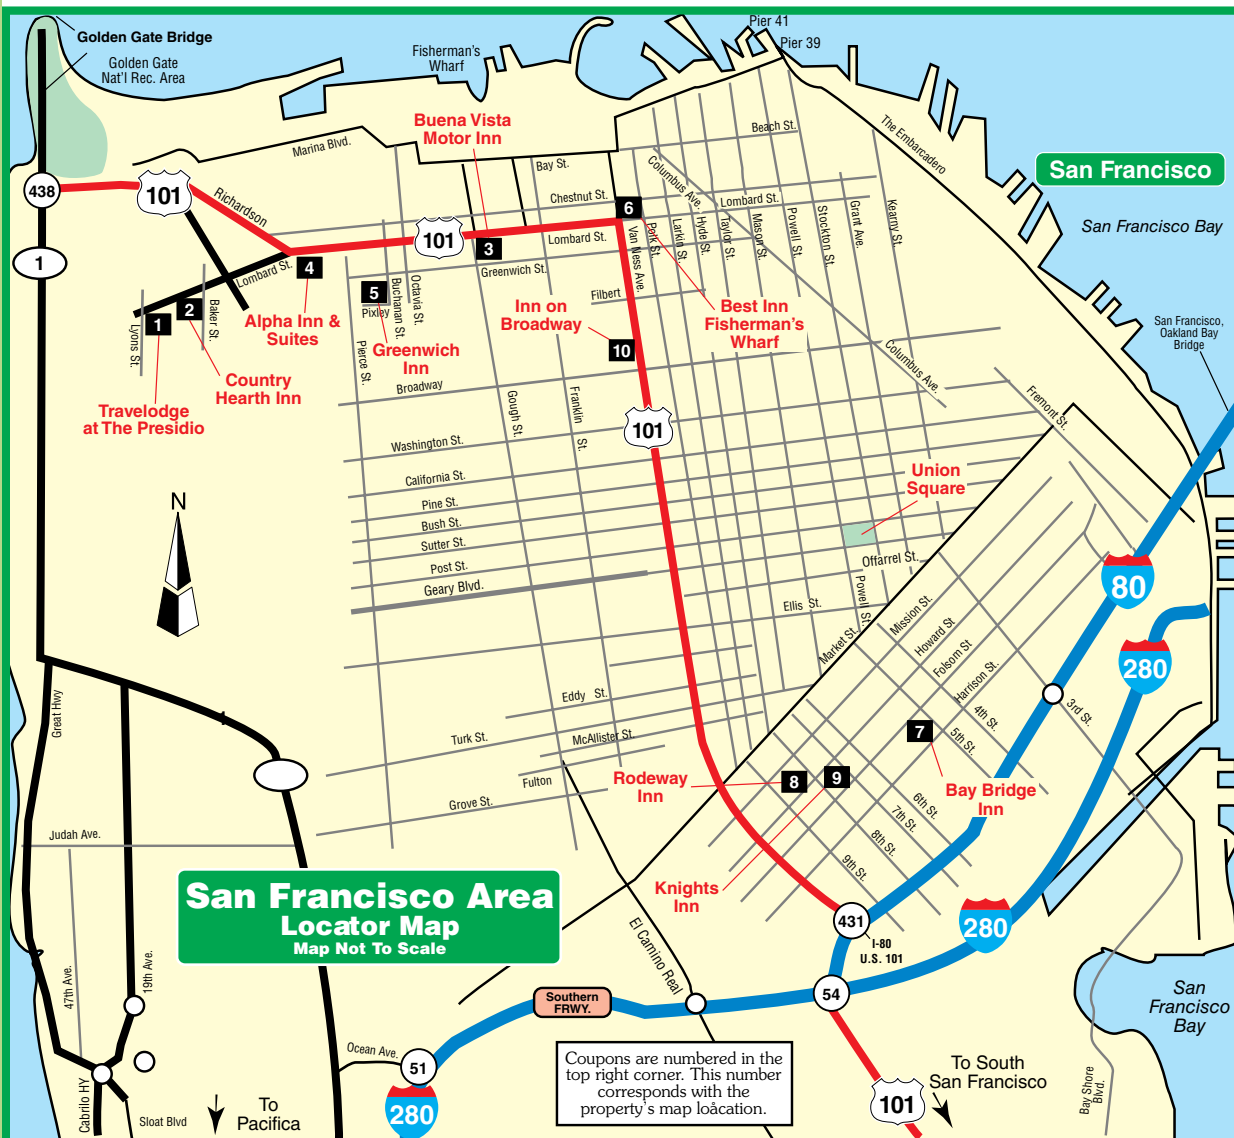 Pier 41
Golden Gate Bridge
Pier 39
Fisherman's
Wharf
Golden Gate
Nat'l Rec. Area
Buena Vista
Motor Inn
Beach St.
The Embarcadero
Marina Blvd.
Bay St.
San Francisco
Columbus Ave.
438
101
Richardson
Chestnut St.
Lombard St.
6
San Francisco Bay
101
3
Lombard St.
Van Ness Ave.
Polk St.
Larkin St.
Hyde St.
Taylor St.
Mason St.
Powell St.
Stockton St.
Grant Ave.
Kearny St.
1
Lombard St.
4
Greenwich St.
5
Pixley
Buchanan St.
Octavia St.
Filbert
1
2
Lyons St.
Baker St.
Alpha Inn &
Suites
Inn on
Broadway
Best Inn
Fisherman's
Wharf
San Francisco,
Oakland Bay
Bridge
Pierce St.
Greenwich
Inn
10
Columbus Ave.
Country
Hearth Inn
Broadway
Gough St.
Franklin
St.
Fremont St.
Travelodge
at The Presidio
101
Washington St.
California St.
Union
Square
N
Pine St.
Bush St.
Sutter St.
Post St.
Geary Blvd.
Offarrel St.
80
Ellis St.
Powell St.
Mission St.
Market St.
Howard St
Folsom St
Harrison St.
280
Great Hwy
Eddy St.
4th St.
3rd St.
Turk St.
McAllister St.
7
5th St.
Fulton
Rodeway
Inn
8
9
Bay Bridge
Inn
Grove St.
6th St.
7th St.
8th St.
9th St.
Judah Ave.
San Francisco Area
Locator Map
Map Not To Scale
Knights
Inn
431
280
I-80
U.S. 101
El Camino Real
47th Ave.
19th Ave.
Southern
FRWY.
54
San
Francisco
Bay
Ocean Ave.
51
Coupons are numbered in the
top right corner. This number
corresponds with the
property's map loåcation.
To South
San Francisco
Bay Shore
Blvd.
Cabrilo HY
Sloat Blvd
To
Pacifica
280
101